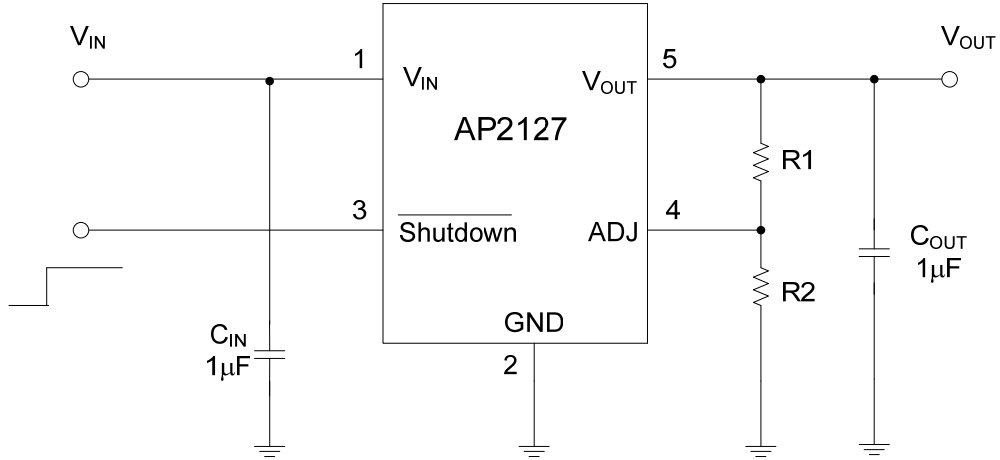 VIN
VOUT
1
5
VIN
VOUT
AP2127
R1
3
4
Shutdown
ADJ
COUT
1μF
R2
GND
CIN
1μF
2